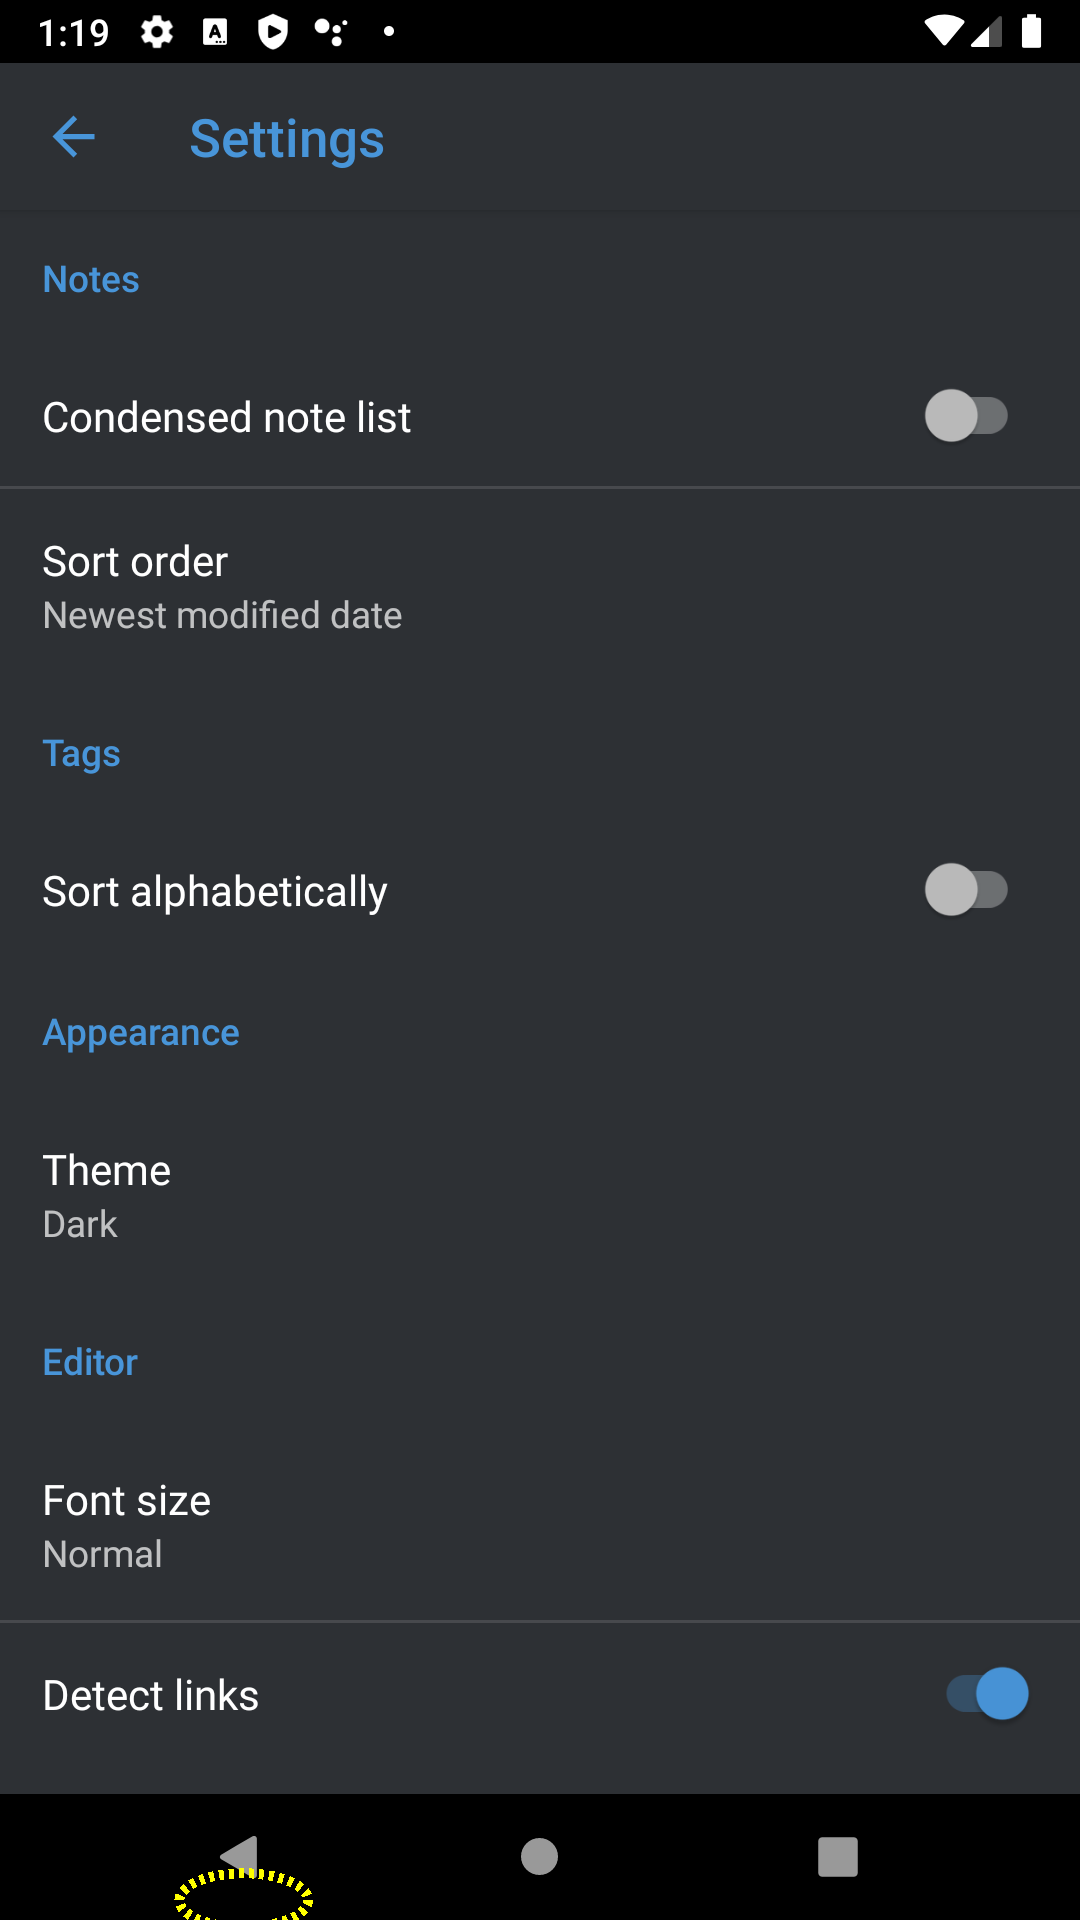 1:19
Settings
Notes
Condensed note list
Sort order
Newest modified date
Tags
Sort alphabetically
Appearance
Theme
Dark
Editor
Font size
Normal
Detect links